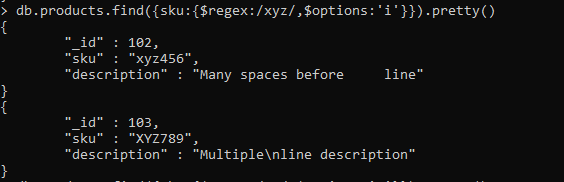 > db.products.find({sku:{$regex:/xyz/,$options:'i'}}).pretty()
{
        "_id" : 102,
        "sku" : "xyz456",
        "description" : "Many spaces before     line"
}
{
        "_id" : 103,
        "sku" : "XYZ789",
        "description" : "Multiple\nline description"
}